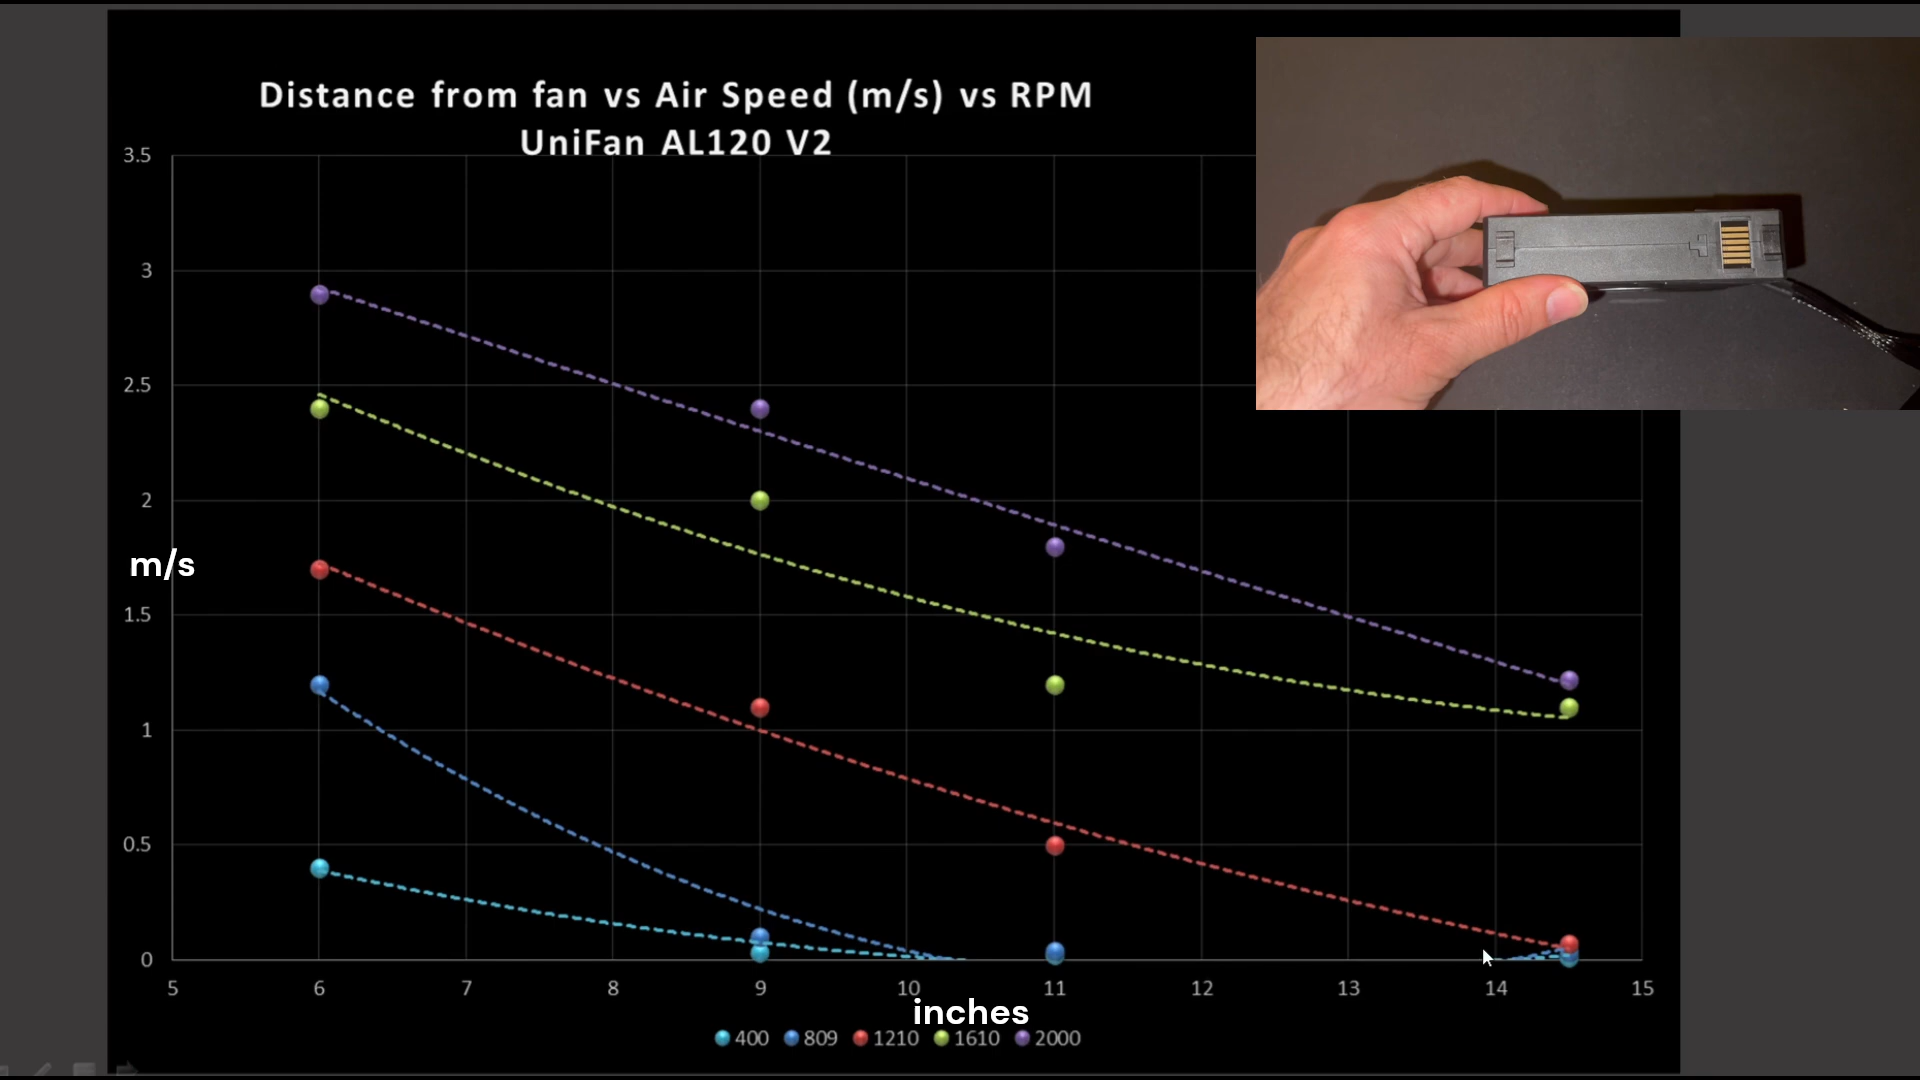 Distance from fan vs Air Speed (m/s) vs RPM
UniFan AL120 V2
3.5
3
2.5
2
m/s
1.5
1
0.5
0
5 6 7 8 9 10 11 12 13 14 15
inches
400 809 1210 1610 2000